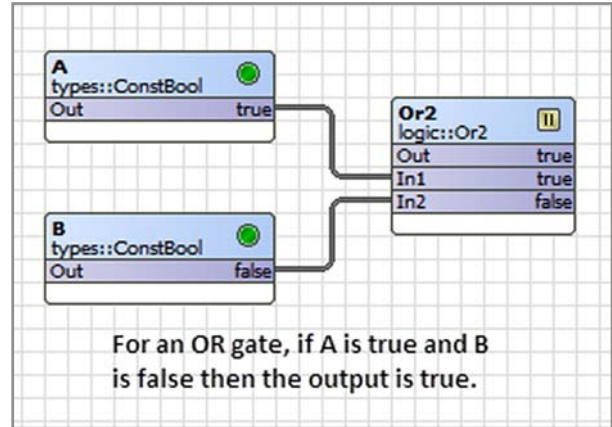 A
types::ConstBool
Out true
Or2
logic::Or2
Out true
In1 true
In2 false
B
types::ConstBool
Out false
For an OR gate, if A is true and B
is false then the output is true.